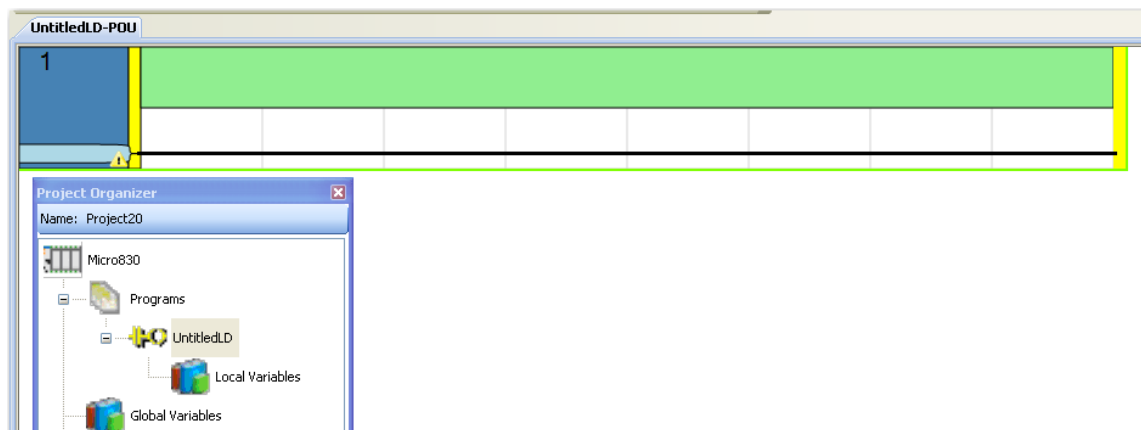 UntitledLD-POU
1
Project Organizer
Name: Project20
Micro830
Programs
UntitledLD
Local Variables
Global Variables